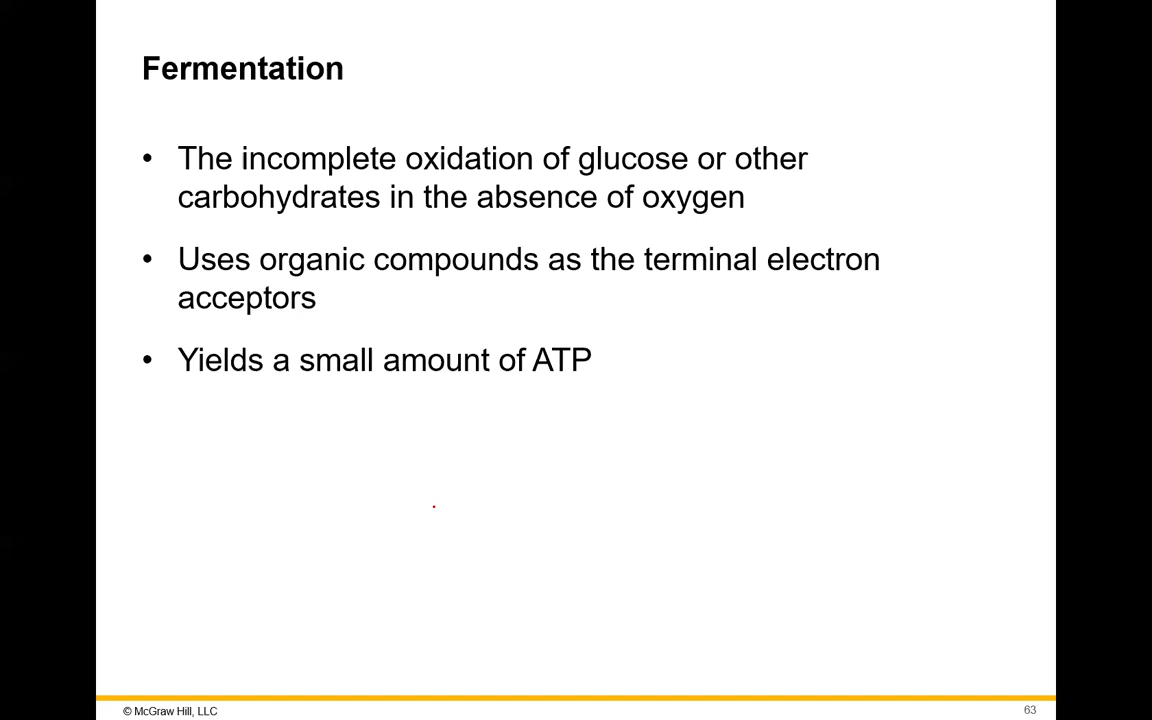 Fermentation
• The incomplete oxidation of glucose or other
carbohydrates in the absence of oxygen
• Uses organic compounds as the terminal electron
acceptors
• Yields a small amount of ATP
© McGraw Hill, LLC
63